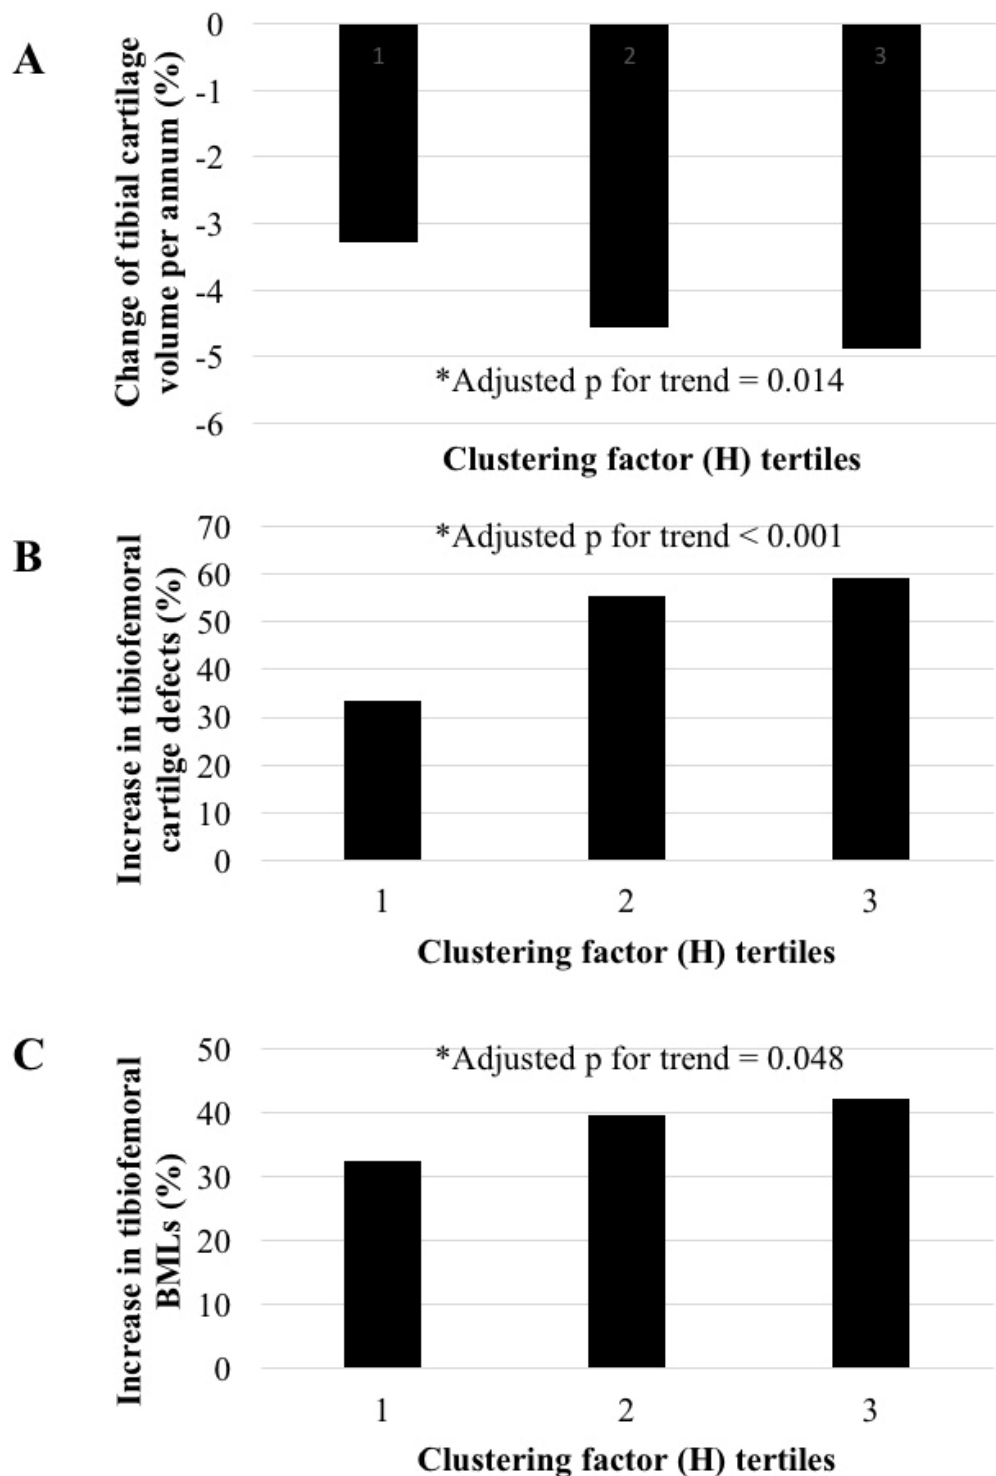 A
Change of tibial cartilage
volume per annum (%)
0
-1
-2
-3
-4
-5
-6
1
2
3
*Adjusted p for trend = 0.014
Clustering factor (H) tertiles
B
Increase in tibiofemoral
cartilge defects (%)
70
60
50
40
30
20
10
0
*Adjusted p for trend < 0.001
1
2
3
Clustering factor (H) tertiles
C
Increase in tibiofemoral
BMLs (%)
50
40
30
20
10
0
*Adjusted p for trend = 0.048
1
2
3
Clustering factor (H) tertiles